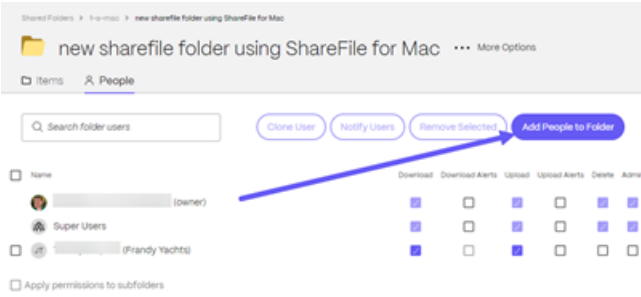 Shared Folders > t-a-mac > new sharefile folder using ShareFile for Mac
new sharefile folder using ShareFile for Mac ••• More Options
Items People
Search folder users Clone User Notify Users Remove Selected Add People to Folder
Name Download Download Alerts Upload Upload Alerts Delete Admi
(owner)
Super Users
JT (Frandy Yachts)
Apply permissions to subfolders